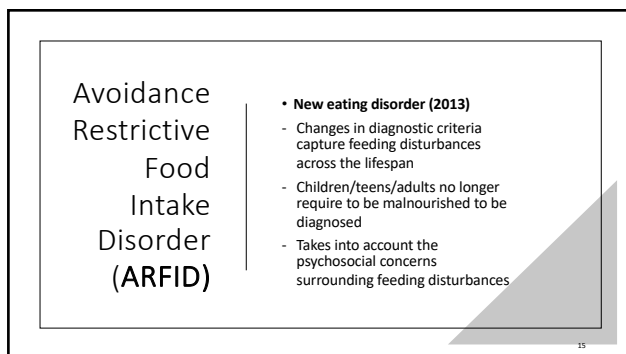 Avoidance
Restrictive
Food
Intake
Disorder
(ARFID)
• New eating disorder (2013)
- Changes in diagnostic criteria
capture feeding disturbances
across the lifespan
- Children/teens/adults no longer
require to be malnourished to be
diagnosed
- Takes into account the
psychosocial concerns
surrounding feeding disturbances
15